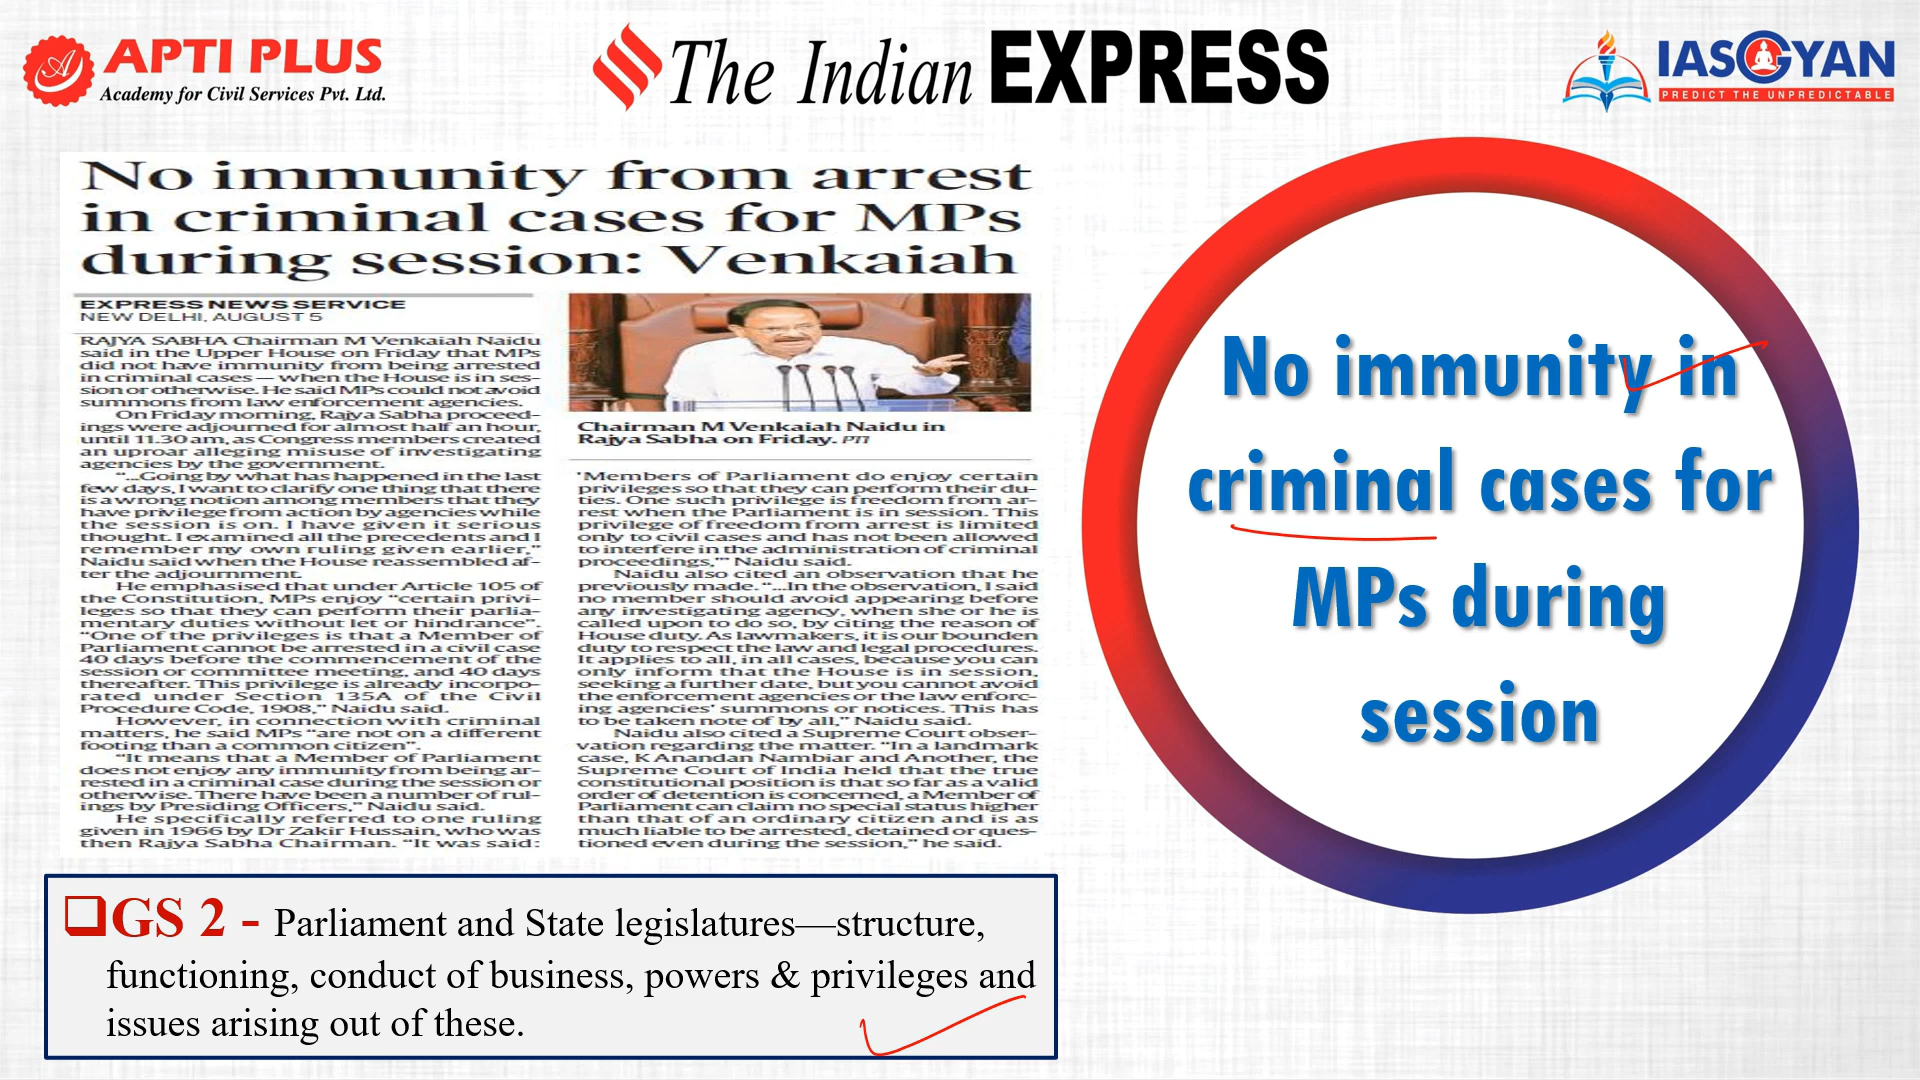 APTI PLUS
Academy for Civil Services Pvt. Ltd.
The Indian EXPRESS
IASGYAN
PREDICT THE UNPREDICTABLE
No immunity from arrest
in criminal cases for MPs
during session: Venkaiah
EXPRESS NEWS SERVICE
NEW DELHI, AUGUST 5
RAJYA SABHA Chairman M Venkaiah Naidu
said in the Upper House on Friday that MPs
did not have immunity from being arrested
in criminal cases — when the House is in ses-
sion or otherwise. He said MPs could not avoid
summons from law enforcement agencies.
On Friday morning, Rajya Sabha proceed-
ings were adjourned for almost half an hour,
until 11.30 am, as Congress members created
an uproar alleging misuse of investigating
agencies by the government.
“...Going by what has happened in the last
few days, I want to clarify one thing that there
is a wrong notion among members that they
have privilege from action by agencies while
the session is on. I have given it serious
thought. I examined all the precedents and I
remember my own ruling given earlier,”
Naidu said when the House reassembled af-
ter the adjournment.
He emphasised that under Article 105 of
the Constitution, MPs enjoy “certain privi-
leges so that they can perform their parlia-
mentary duties without let or hindrance”.
“One of the privileges is that a Member of
Parliament cannot be arrested in a civil case
40 days before the commencement of the
session or committee meeting, and 40 days
thereafter. This privilege is already incorpo-
rated under Section 135A of the Civil
Procedure Code, 1908,” Naidu said.
However, in connection with criminal
matters, he said MPs “are not on a different
footing than a common citizen”.
“It means that a Member of Parliament
does not enjoy any immunity from being ar-
rested in a criminal case during the session or
otherwise. There have been a number of rul-
ings by Presiding Officers,” Naidu said.
He specifically referred to one ruling
given in 1966 by Dr Zakir Hussain, who was
then Rajya Sabha Chairman. “It was said:
Chairman M Venkaiah Naidu in
Rajya Sabha on Friday. PTI
‘Members of Parliament do enjoy certain
privileges so that they can perform their du-
ties. One such privilege is freedom from ar-
rest when the Parliament is in session. This
privilege of freedom from arrest is limited
only to civil cases and has not been allowed
to interfere in the administration of criminal
proceedings,’” Naidu said.
Naidu also cited an observation that he
previously made. “...In the observation, I said
no member should avoid appearing before
any investigating agency, when she or he is
called upon to do so, by citing the reason of
House duty. As lawmakers, it is our bounden
duty to respect the law and legal procedures.
It applies to all, in all cases, because you can
only inform that the House is in session,
seeking a further date, but you cannot avoid
the enforcement agencies or the law enforc-
ing agencies’ summons or notices. This has
to be taken note of by all,” Naidu said.
Naidu also cited a Supreme Court obser-
vation regarding the matter. “In a landmark
case, K Anandan Nambiar and Another, the
Supreme Court of India held that the true
constitutional position is that so far as a valid
order of detention is concerned, a Member of
Parliament can claim no special status higher
than that of an ordinary citizen and is as
much liable to be arrested, detained or ques-
tioned even during the session,” he said.
No immunity in
criminal cases for
MPs during
session
GS 2 - Parliament and State legislatures—structure,
functioning, conduct of business, powers & privileges and
issues arising out of these.